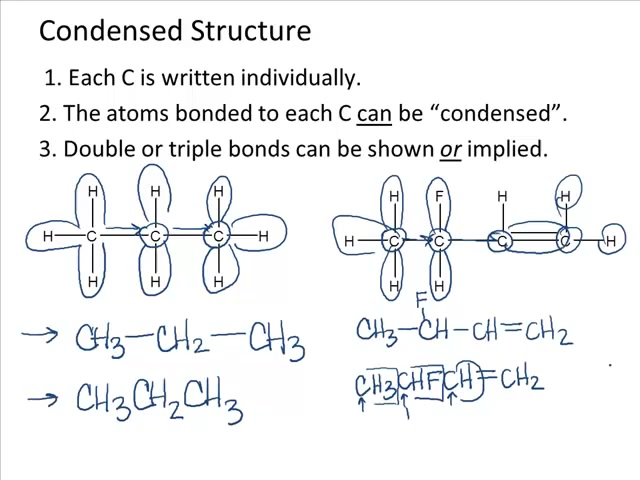 Condensed Structure
1. Each C is written individually.
2. The atoms bonded to each C can be “condensed”.
3. Double or triple bonds can be shown or implied.
H H H H F H H
H C C C H H C C C C H
H H H H H
F
CH3—CH2—CH3 CH3—CH—CH=CH2
CH3CH2CH3 CH3CHFCH=CH2